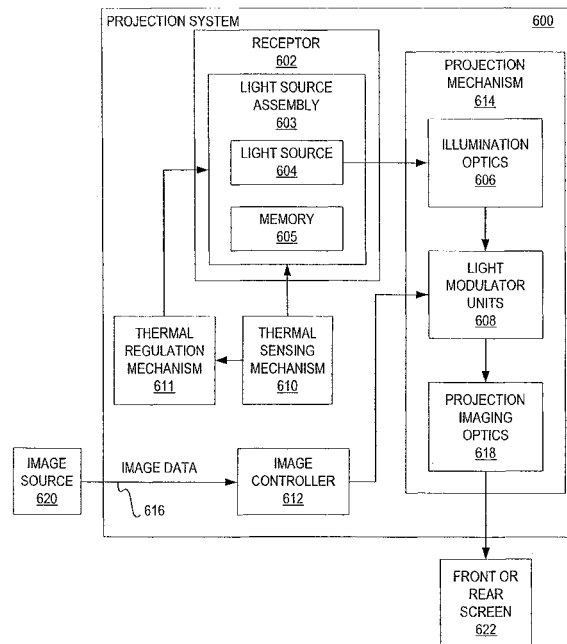 PROJECTION SYSTEM
600
RECEPTOR
602
LIGHT SOURCE
ASSEMBLY
603
LIGHT SOURCE
604
MEMORY
605
PROJECTION
MECHANISM
614
ILLUMINATION
OPTICS
606
LIGHT
MODULATOR
UNITS
608
PROJECTION
IMAGING
OPTICS
618
THERMAL
REGULATION
MECHANISM
611
THERMAL
SENSING
MECHANISM
610
IMAGE
SOURCE
620
IMAGE DATA
616
IMAGE
CONTROLLER
612
FRONT OR
REAR
SCREEN
622